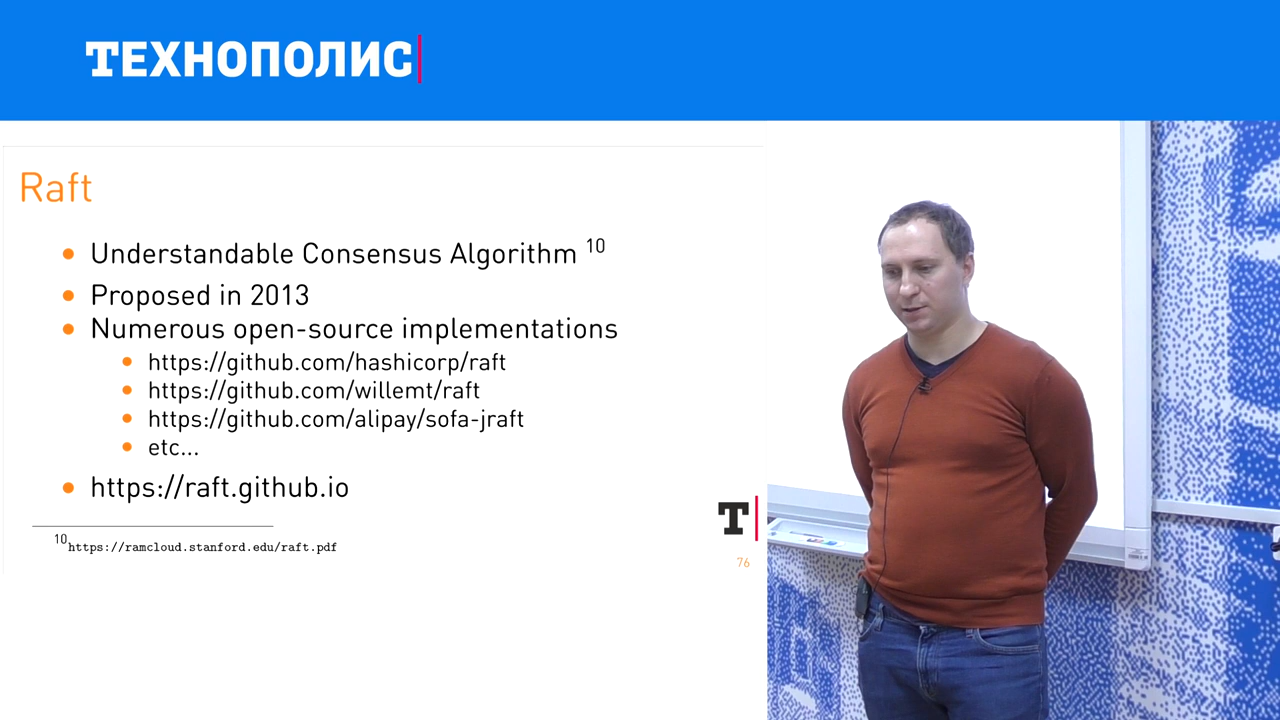 ТЕХНОПОЛИС
Raft
Understandable Consensus Algorithm 10
Proposed in 2013
Numerous open-source implementations
https://github.com/hashicorp/raft
https://github.com/willemt/raft
https://github.com/alipay/sofa-jraft
etc...
https://raft.github.io
10 https://ramcloud.stanford.edu/raft.pdf
Т
76